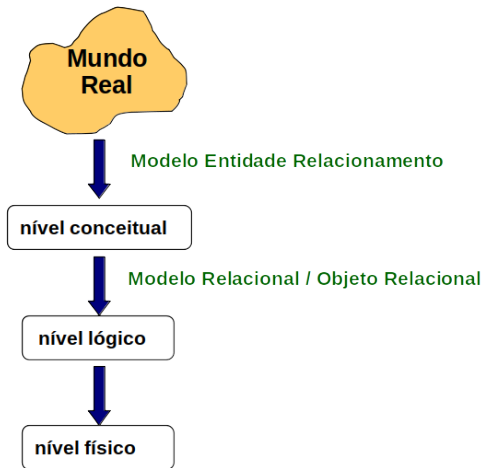 Mundo
Real
Modelo Entidade Relacionamento
nível conceitual
Modelo Relacional / Objeto Relacional
nível lógico
nível físico